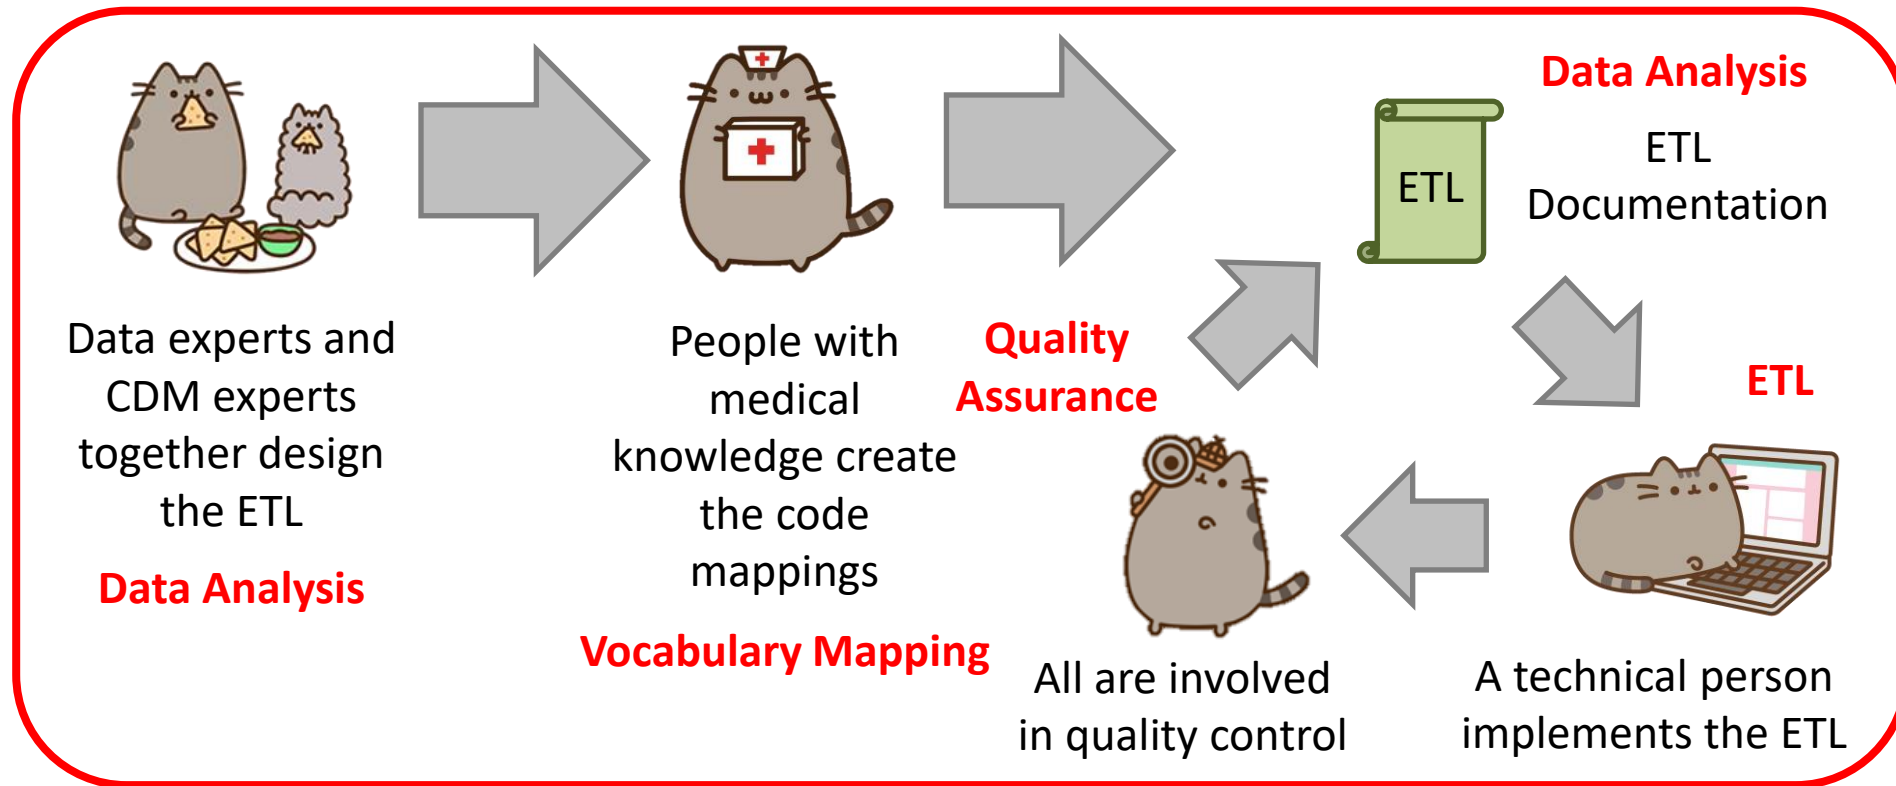 Data experts and
CDM experts
together design
the ETL
Data Analysis
People with
medical
knowledge create
the code
mappings
Vocabulary Mapping
ETL
Data Analysis
ETL
Documentation
ETL
A technical person
implements the ETL
Quality
Assurance
All are involved
in quality control